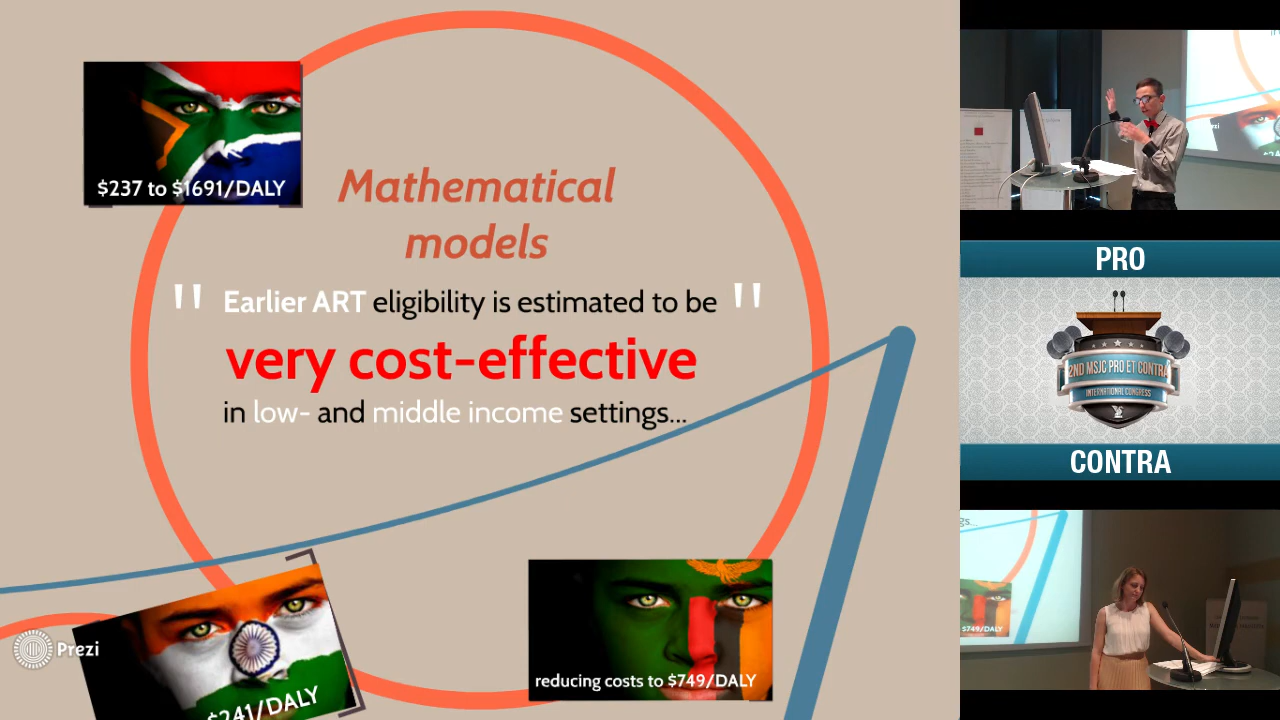 $237 to $1691/DALY
Mathematical
models
" Earlier ART eligibility is estimated to be "
very cost-effective
in low- and middle income settings...
$241/DALY
reducing costs to $749/DALY
Prezi
PRO
2ND MSJC PRO ET CONTRA
INTERNATIONAL CONGRESS
CONTRA
gs...
$749/DALY